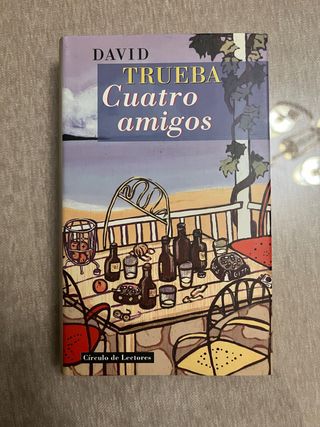 DAVID
TRUEBA
Cuatro
amigos
Círculo de Lectores